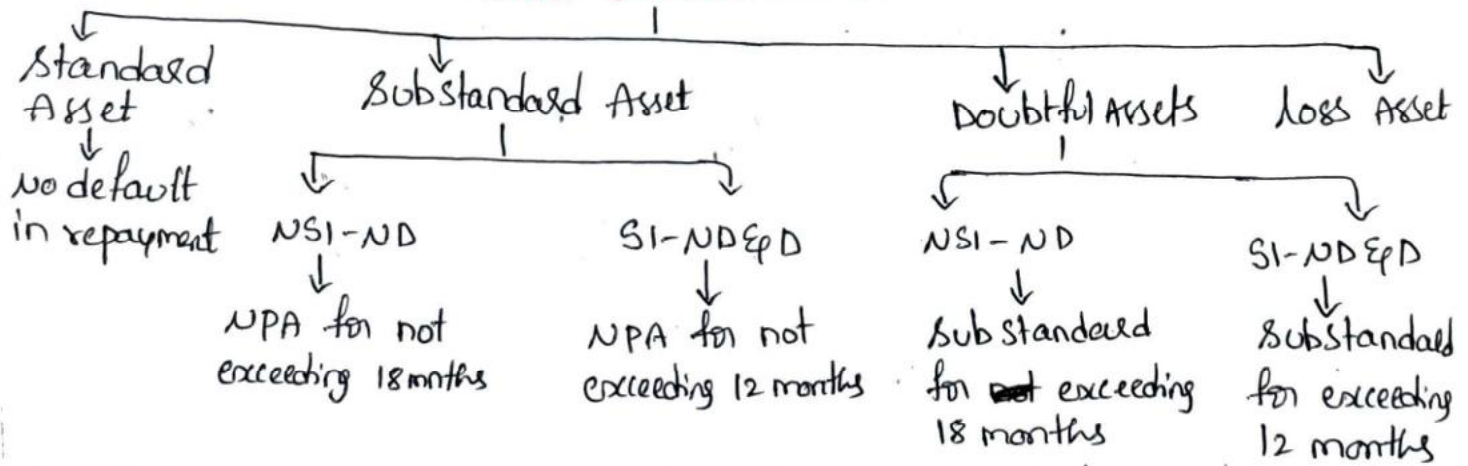 Standard
Asset
No default
in repayment
Substandard Asset
NSI-ND
NPA for not
exceeding 18 mnths
SI-ND & D
NPA for not
exceeding 12 months
Doubtful Assets
NSI-ND
Substandard
for exceeding
18 months
SI-ND & D
Substandard
for exceeding
12 months
Loss Asset